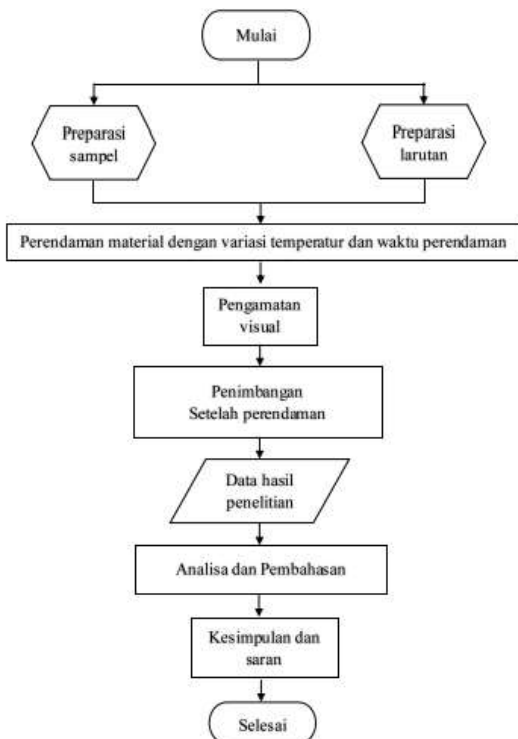 Mulai
Preparasi
sampel
Preparasi
larutan
Perendaman material dengan variasi temperatur dan waktu perendaman
Pengamatan
visual
Penimbangan
Setelah perendaman
Data hasil
penelitian
Analisa dan Pembahasan
Kesimpulan dan
saran
Selesai